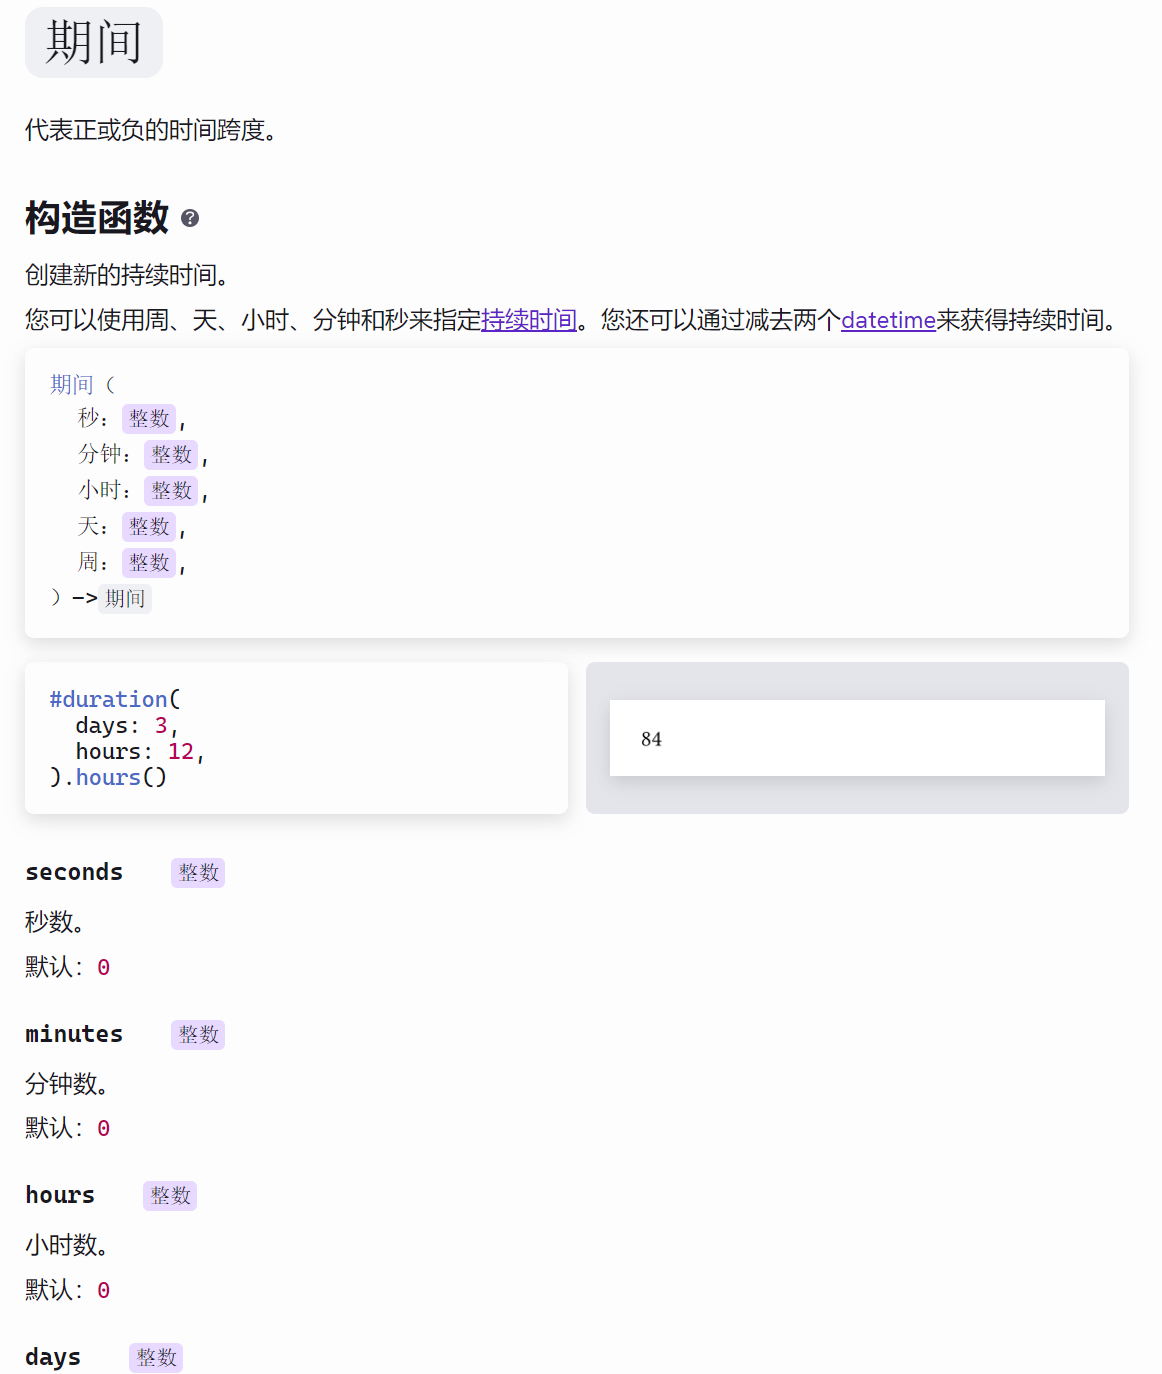 期间
代表正或负的时间跨度。
构造函数 ?
创建新的持续时间。
您可以使用周、天、小时、分钟和秒来指定持续时间。您还可以通过减去两个datetime来获得持续时间。
期间（
秒：整数,
分钟：整数,
小时：整数,
天：整数,
周：整数,
）->期间
#duration(
days: 3,
hours: 12,
).hours()
84
seconds 整数
秒数。
默认：0
minutes 整数
分钟数。
默认：0
hours 整数
小时数。
默认：0
days 整数